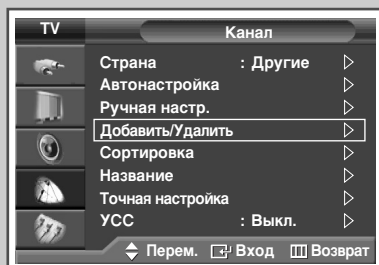 TV
Канал
Страна : Другие
Автонастройка
Ручная настр.
Добавить/Удалить
Сортировка
Название
Точная настройка
УСС : Выкл.
Перем. Вход Возврат